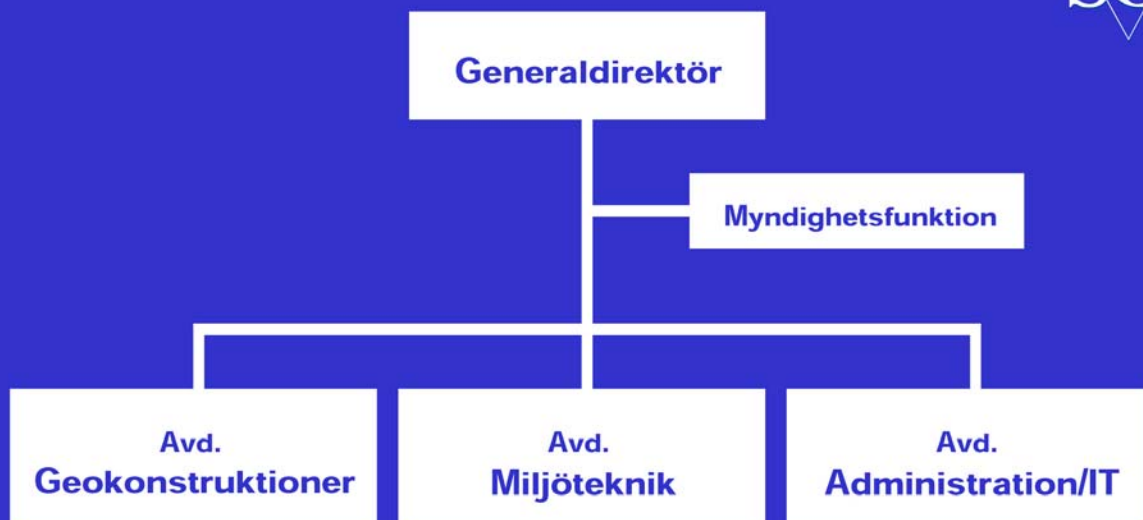 Generaldirektör
Myndighetsfunktion
Avd.
Geokonstruktioner
Avd.
Miljöteknik
Avd.
Administration/IT